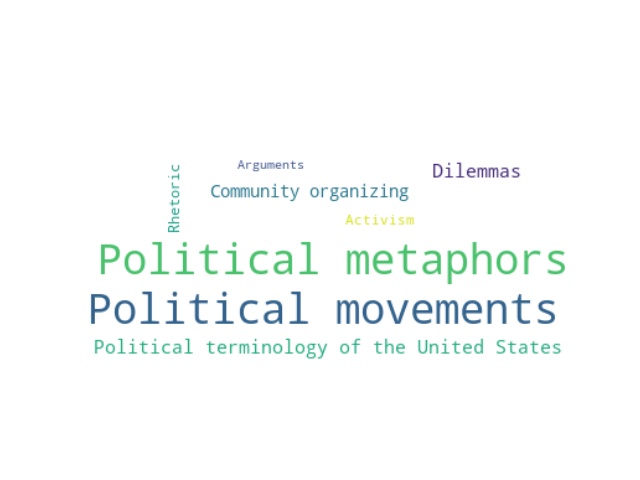 Arguments
Dilemmas
Rhetoric
Community organizing
Activism
Political metaphors
Political movements
Political terminology of the United States